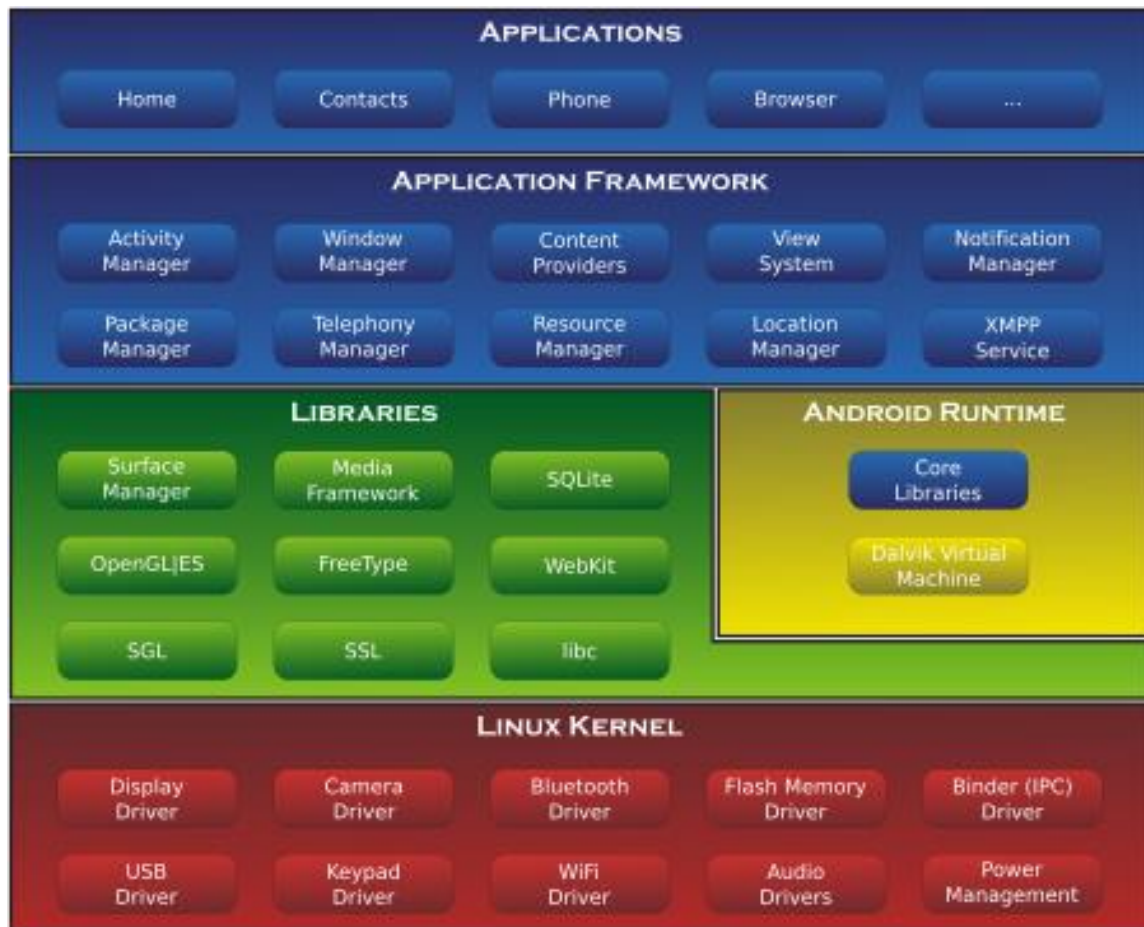 APPLICATIONS
Home
Contacts
Phone
Browser
...
APPLICATION FRAMEWORK
Activity
Manager
Window
Manager
Content
Providers
View
System
Notification
Manager
Package
Manager
Telephony
Manager
Resource
Manager
Location
Manager
XMPP
Service
LIBRARIES
Surface
Manager
Media
Framework
SQLite
OpenGL|ES
FreeType
WebKit
SGL
SSL
libc
ANDROID RUNTIME
Core
Libraries
Dalvik Virtual
Machine
LINUX KERNEL
Display
Driver
Camera
Driver
Bluetooth
Driver
Flash Memory
Driver
Binder (IPC)
Driver
USB
Driver
Keypad
Driver
WiFi
Driver
Audio
Drivers
Power
Management